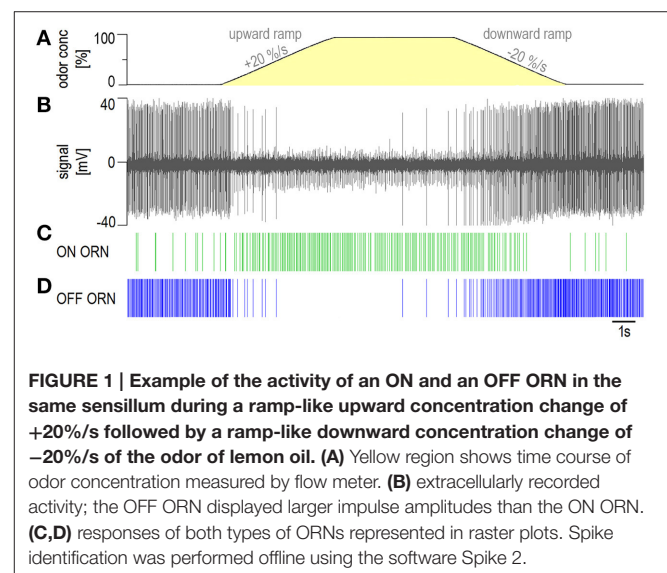 A
odor conc
[%]
100
0
upward ramp
+20 %/s
downward ramp
-20 %/s
B
signal
[mV]
40
0
-40
C
ON ORN
D
OFF ORN
1s
FIGURE 1 | Example of the activity of an ON and an OFF ORN in the
same sensillum during a ramp-like upward concentration change of
+20%/s followed by a ramp-like downward concentration change of
−20%/s of the odor of lemon oil. (A) Yellow region shows time course of
odor concentration measured by flow meter. (B) extracellularly recorded
activity; the OFF ORN displayed larger impulse amplitudes than the ON ORN.
(C,D) responses of both types of ORNs represented in raster plots. Spike
identification was performed offline using the software Spike 2.